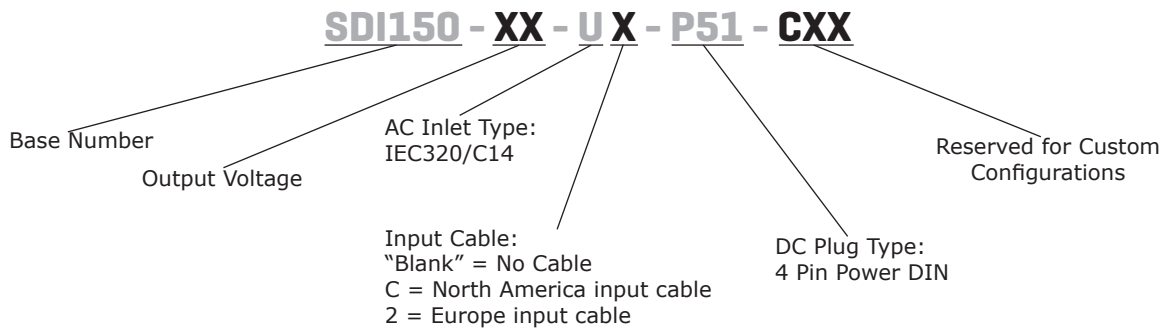 SDI150 - XX - U X - P51 - CXX
Base Number
Output Voltage
AC Inlet Type:
IEC320/C14
Input Cable:
“Blank” = No Cable
C = North America input cable
2 = Europe input cable
DC Plug Type:
4 Pin Power DIN
Reserved for Custom
Configurations